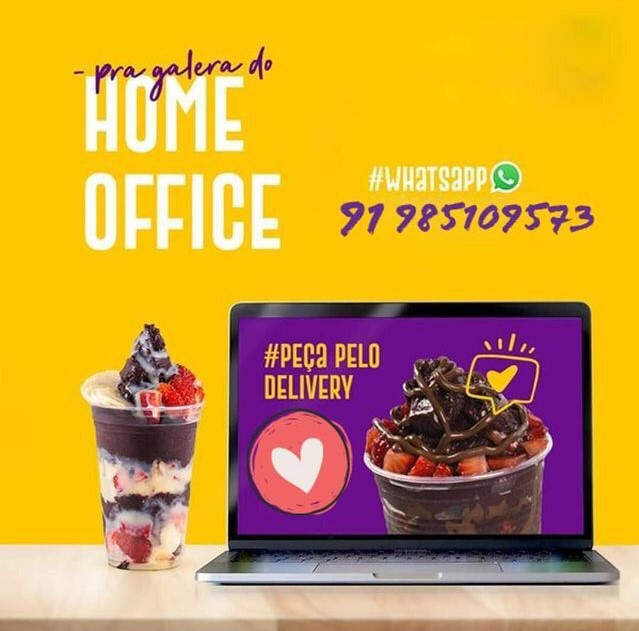 - pra galera do
HOME
OFFICE
#WHATSAPP
91 985109573
#PEÇA PELO
DELIVERY